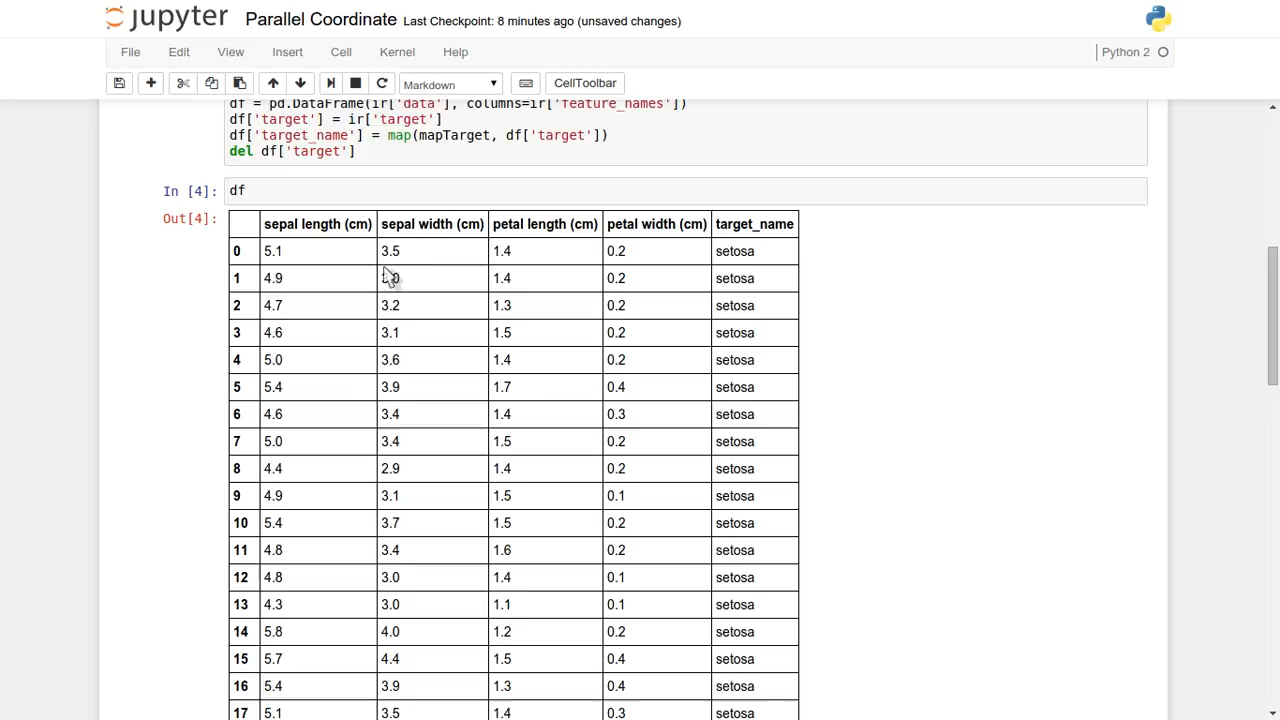 jupyter Parallel Coordinate Last Checkpoint: 8 minutes ago (unsaved changes)
File Edit View Insert Cell Kernel Help Python 2
Markdown CellToolbar
df = pd.DataFrame(ir['data'], columns=ir['feature_names'])
df['target'] = ir['target']
df['target_name'] = map(mapTarget, df['target'])
del df['target']
In [4]: df
Out[4]:
sepal length (cm) sepal width (cm) petal length (cm) petal width (cm) target_name
0 5.1 3.5 1.4 0.2 setosa
1 4.9 1.4 0.2 setosa
2 4.7 3.2 1.3 0.2 setosa
3 4.6 3.1 1.5 0.2 setosa
4 5.0 3.6 1.4 0.2 setosa
5 5.4 3.9 1.7 0.4 setosa
6 4.6 3.4 1.4 0.3 setosa
7 5.0 3.4 1.5 0.2 setosa
8 4.4 2.9 1.4 0.2 setosa
9 4.9 3.1 1.5 0.1 setosa
10 5.4 3.7 1.5 0.2 setosa
11 4.8 3.4 1.6 0.2 setosa
12 4.8 3.0 1.4 0.1 setosa
13 4.3 3.0 1.1 0.1 setosa
14 5.8 4.0 1.2 0.2 setosa
15 5.7 4.4 1.5 0.4 setosa
16 5.4 3.9 1.3 0.4 setosa
17 5.1 3.5 1.4 0.3 setosa